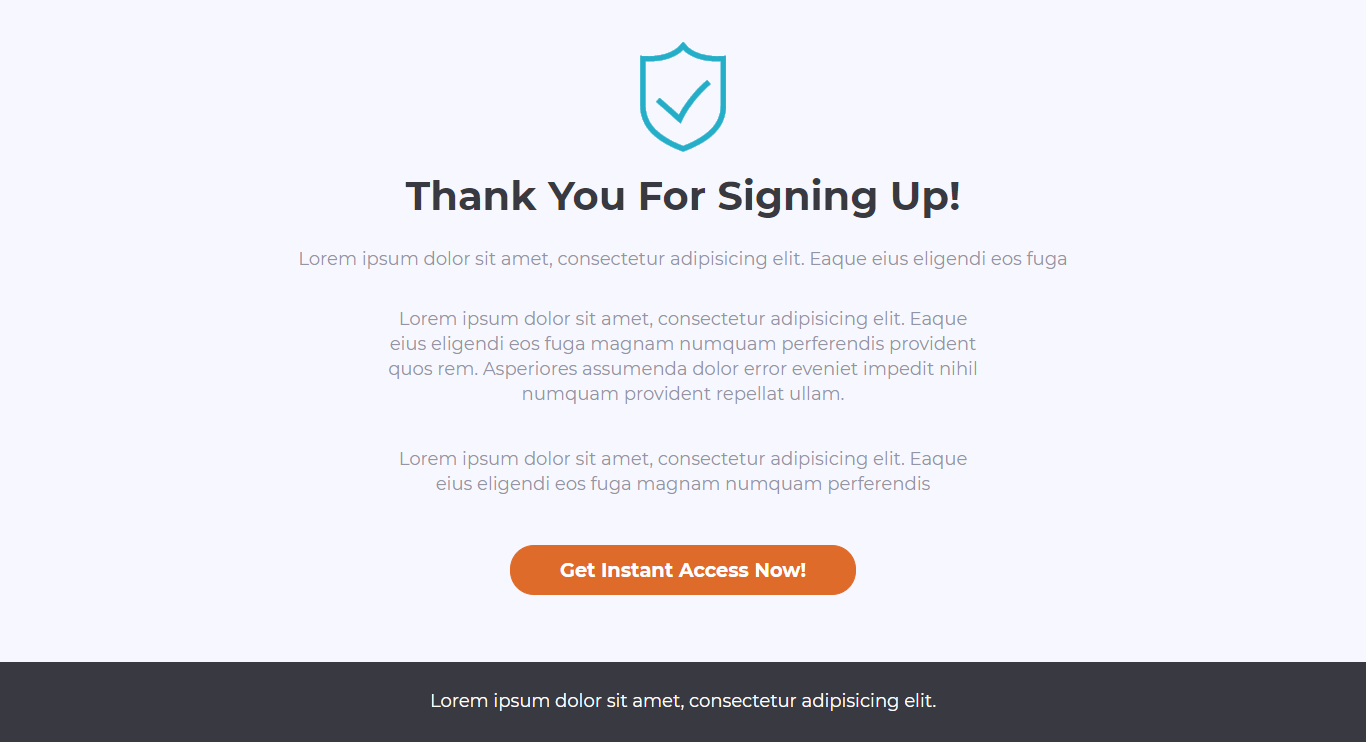 Thank You For Signing Up!
Lorem ipsum dolor sit amet, consectetur adipisicing elit. Eaque eius eligendi eos fuga
Lorem ipsum dolor sit amet, consectetur adipisicing elit. Eaque
eius eligendi eos fuga magnam numquam perferendis provident
quos rem. Asperiores assumenda dolor error eveniet impedit nihil
numquam provident repellat ullam.
Lorem ipsum dolor sit amet, consectetur adipisicing elit. Eaque
eius eligendi eos fuga magnam numquam perferendis
Get Instant Access Now!
Lorem ipsum dolor sit amet, consectetur adipisicing elit.